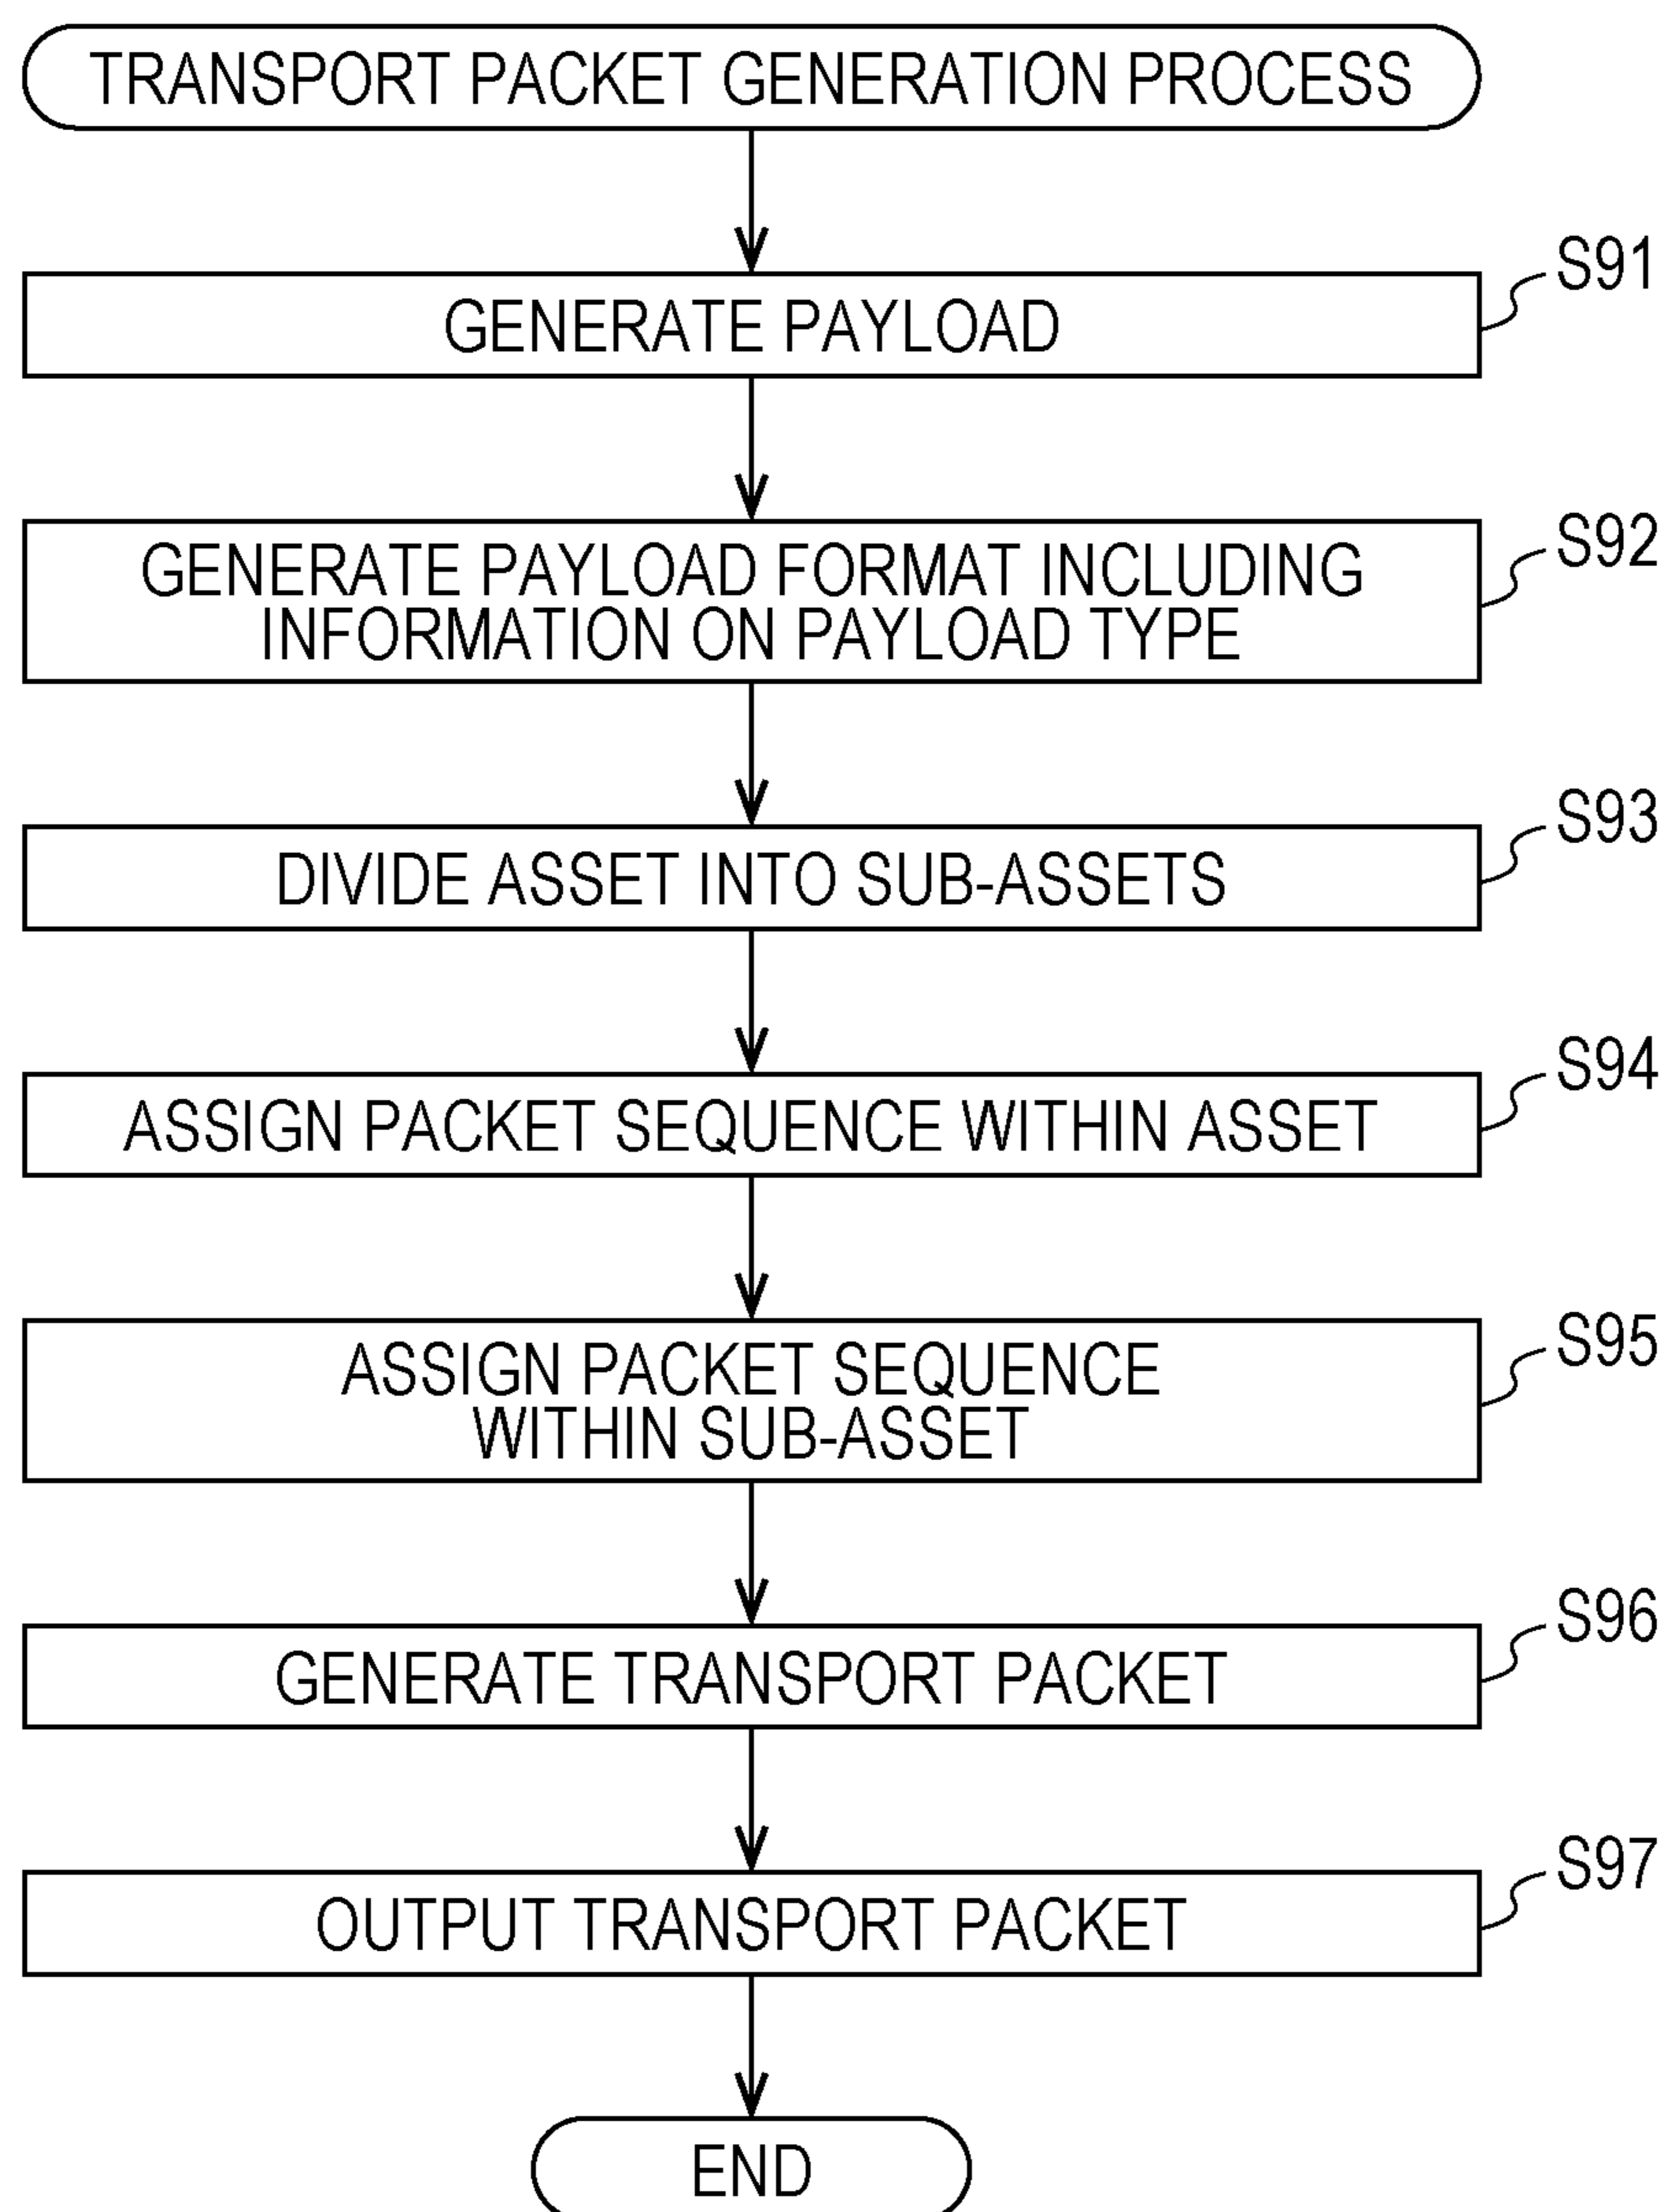 TRANSPORT PACKET GENERATION PROCESS
S91
GENERATE PAYLOAD
S92
GENERATE PAYLOAD FORMAT INCLUDING
INFORMATION ON PAYLOAD TYPE
S93
DIVIDE ASSET INTO SUB-ASSETS
S94
ASSIGN PACKET SEQUENCE WITHIN ASSET
S95
ASSIGN PACKET SEQUENCE
WITHIN SUB-ASSET
S96
GENERATE TRANSPORT PACKET
S97
OUTPUT TRANSPORT PACKET
END